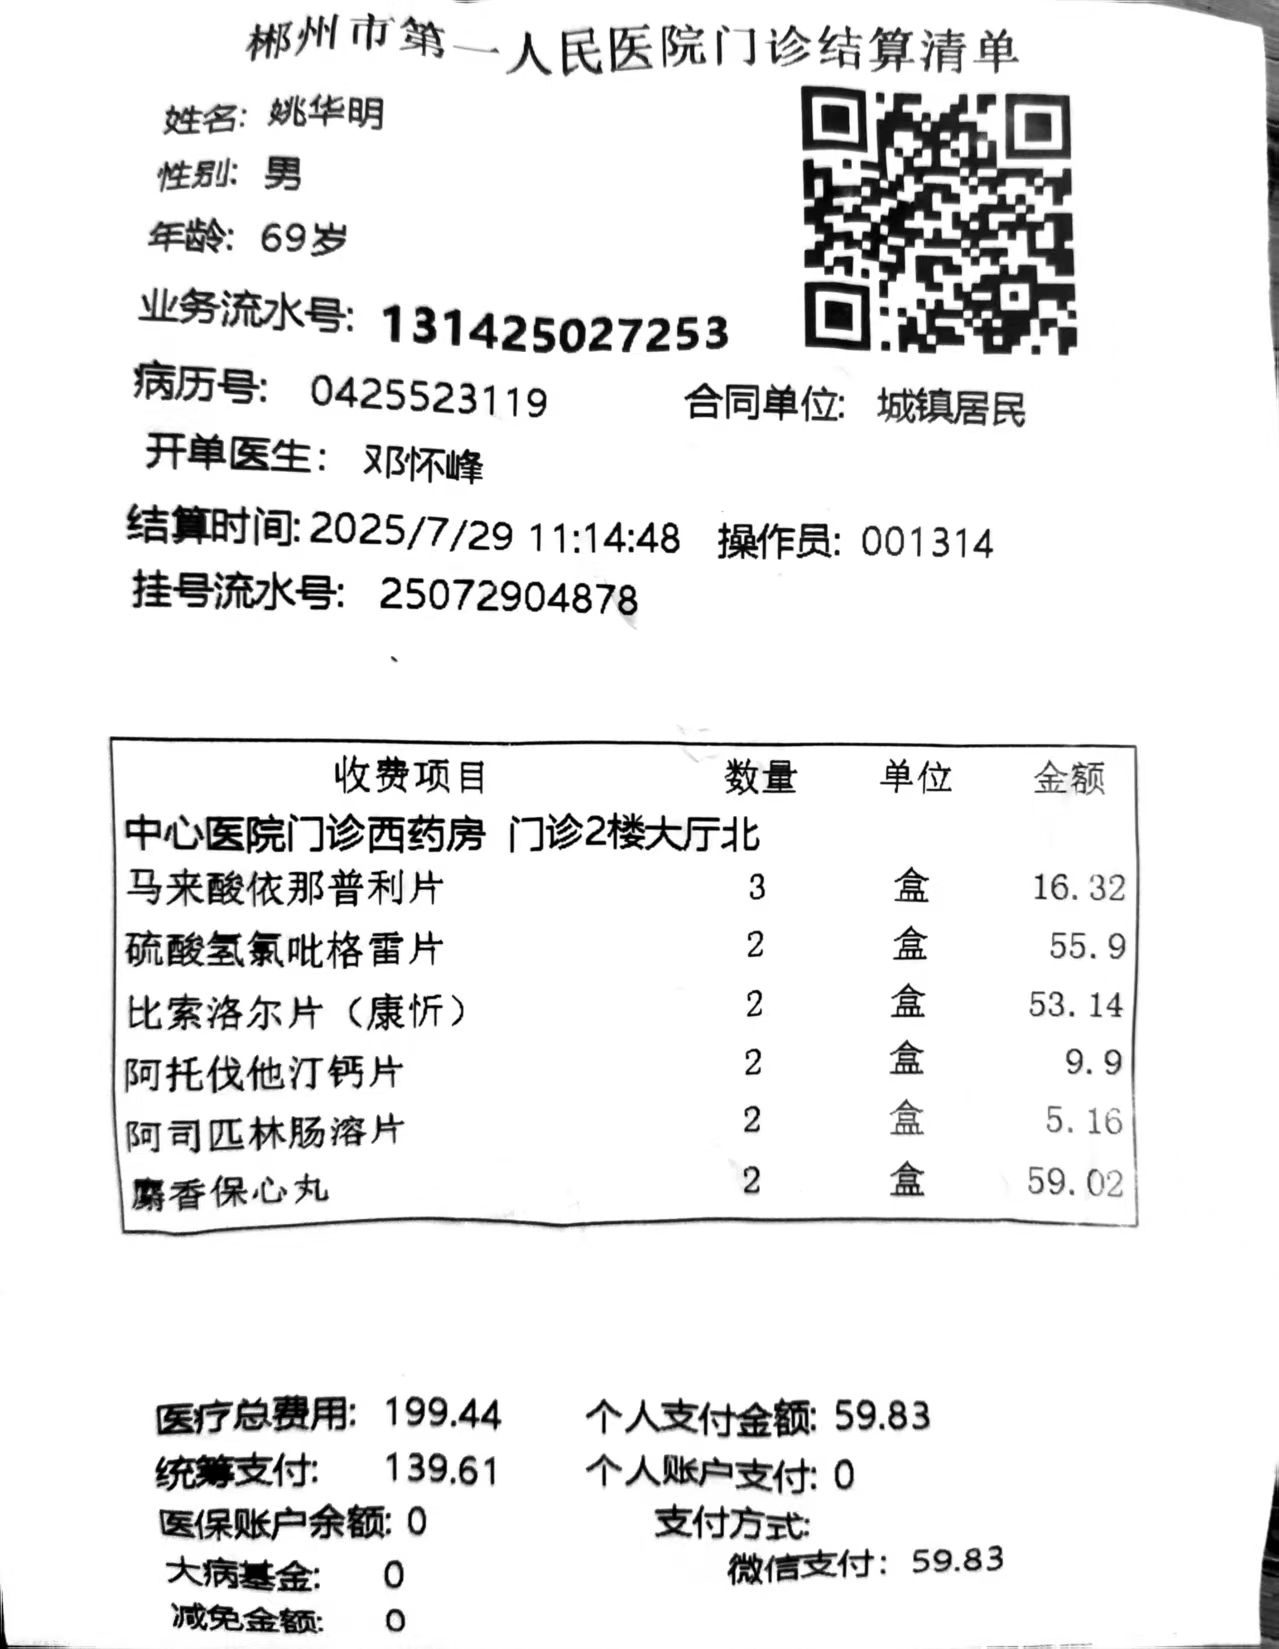 郴州市第一人民医院门诊结算清单
姓名: 姚华明
性别: 男
年龄: 69岁
业务流水号: 131425027253
病历号: 0425523119 合同单位: 城镇居民
开单医生: 邓怀峰
结算时间: 2025/7/29 11:14:48 操作员: 001314
挂号流水号: 25072904878
收费项目 数量 单位 金额
中心医院门诊西药房 门诊2楼大厅北
马来酸依那普利片 3 盒 16.32
硫酸氢氯吡格雷片 2 盒 55.9
比索洛尔片（康忻） 2 盒 53.14
阿托伐他汀钙片 2 盒 9.9
阿司匹林肠溶片 2 盒 5.16
麝香保心丸 2 盒 59.02
医疗总费用: 199.44 个人支付金额: 59.83
统筹支付: 139.61 个人账户支付: 0
医保账户余额: 0 支付方式:
大病基金: 0 微信支付: 59.83
减免金额: 0